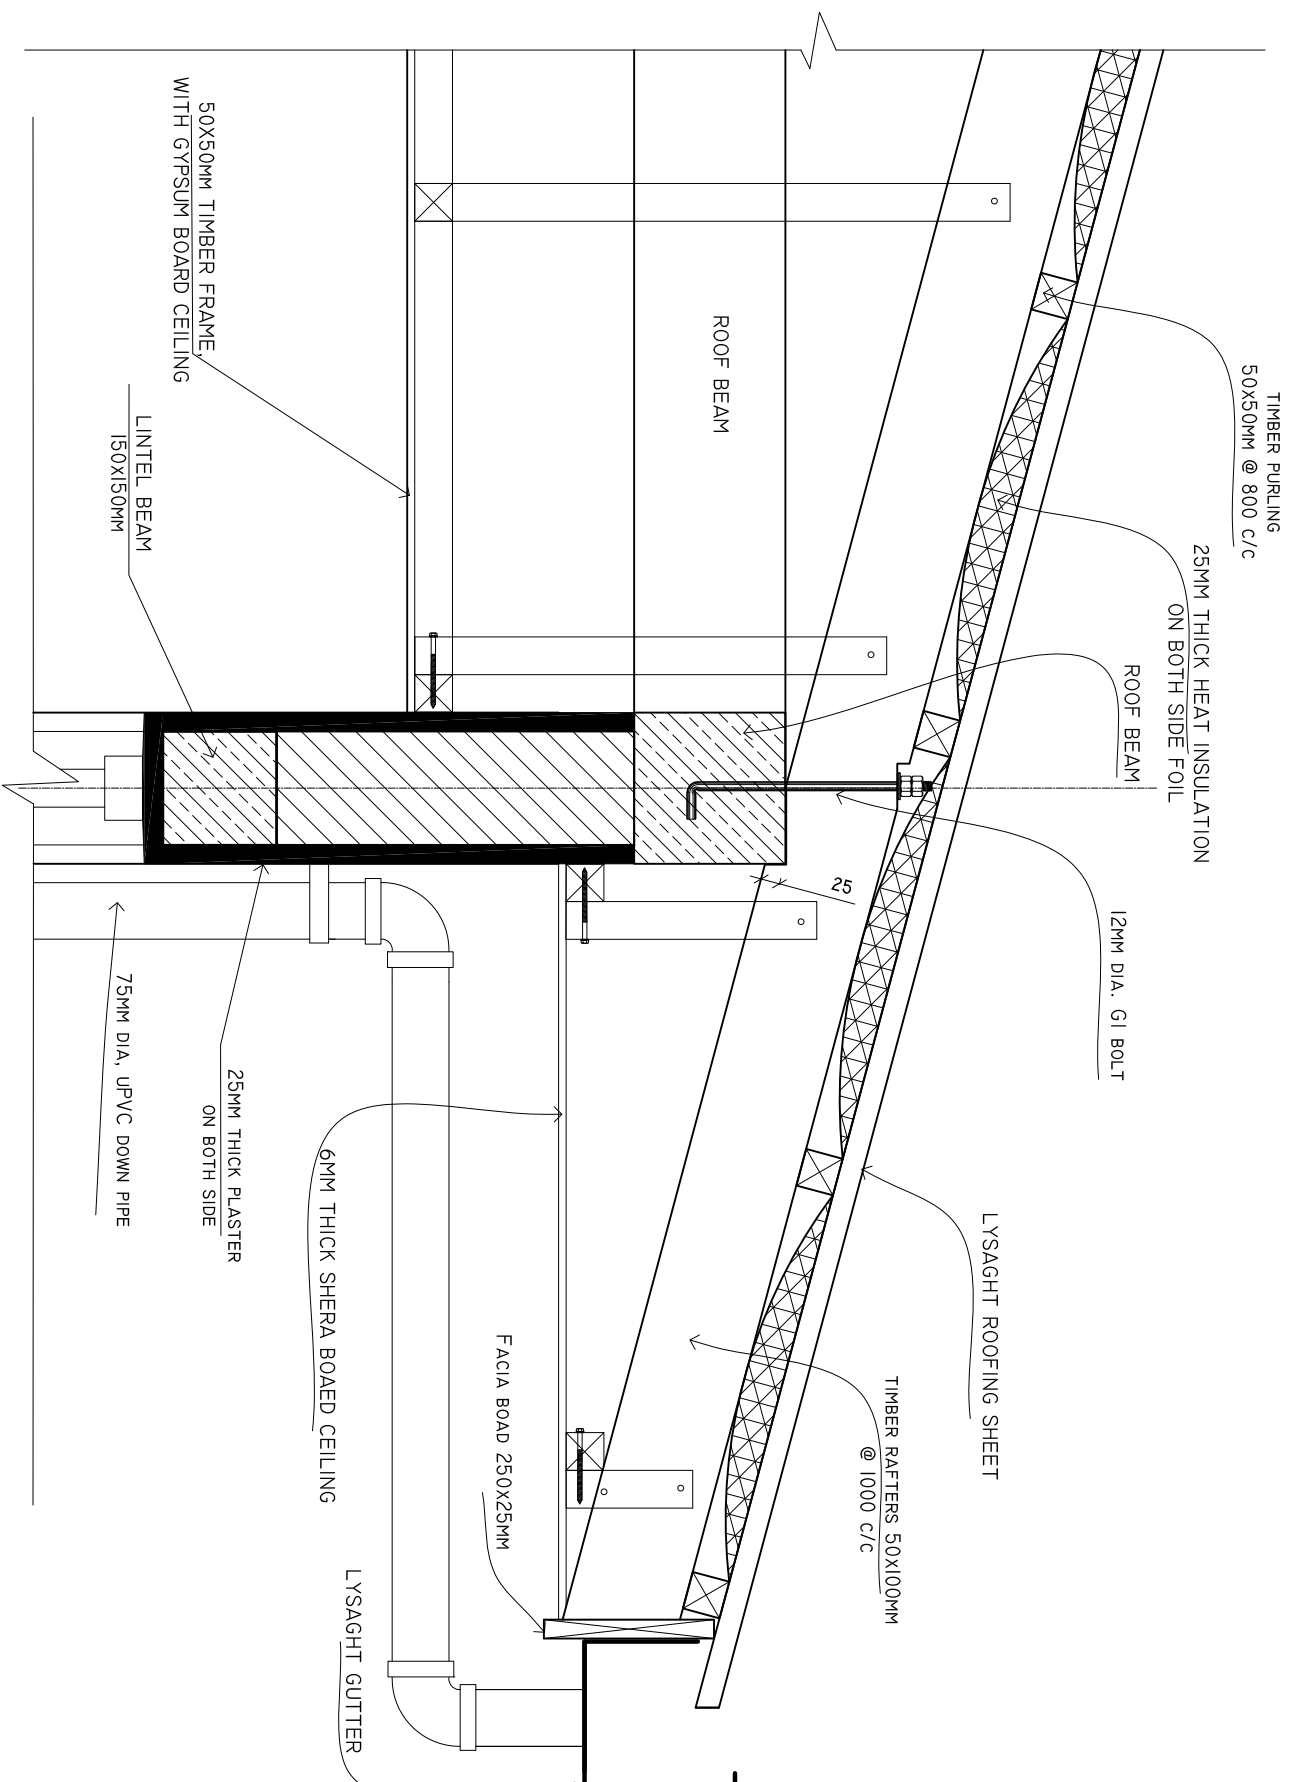 TIMBER PURLING
50X50MM @ 800 C/C
25MM THICK HEAT INSULATION
ON BOTH SIDE FOIL
ROOF BEAM
12MM DIA. GI BOLT
LYSAGHT ROOFING SHEET
TIMBER RAFTERS 50X100MM
@ 1000 C/C
25
ROOF BEAM
50X50MM TIMBER FRAME,
WITH GYPSUM BOARD CEILING
LINTEL BEAM
150X150MM
25MM THICK PLASTER
ON BOTH SIDE
75MM DIA, uPVC DOWN PIPE
6MM THICK SHERA BOAED CEILING
FACIA BOAD 250X25MM
LYSAGHT GUTTER